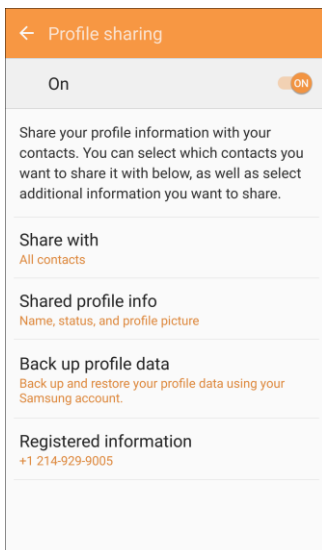 Profile sharing
On
ON
Share your profile information with your
contacts. You can select which contacts you
want to share it with below, as well as select
additional information you want to share.
Share with
All contacts
Shared profile info
Name, status, and profile picture
Back up profile data
Back up and restore your profile data using your
Samsung account.
Registered information
+1 214-929-9005